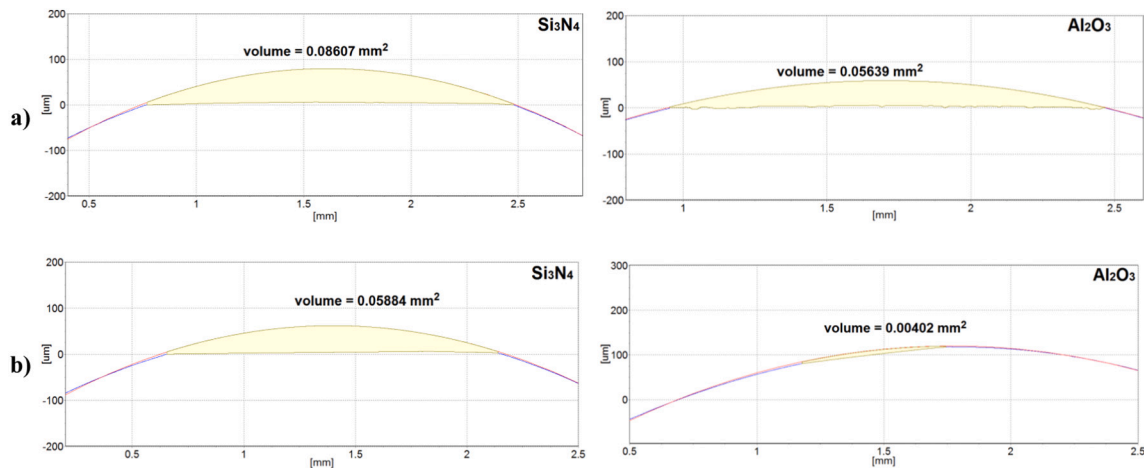 Si₃N₄
volume = 0.08607 mm²
200
100
0
-100
-200
[um]
0.5 1 1.5 2 2.5
[mm]
Al₂O₃
volume = 0.05639 mm²
200
100
0
-100
-200
[um]
1 1.5 2 2.5
[mm]
a)
Si₃N₄
volume = 0.05884 mm²
200
100
0
-100
-200
[um]
0.5 1 1.5 2 2.5
[mm]
Al₂O₃
volume = 0.00402 mm²
300
200
100
0
[um]
0.5 1 1.5 2 2.5
[mm]
b)